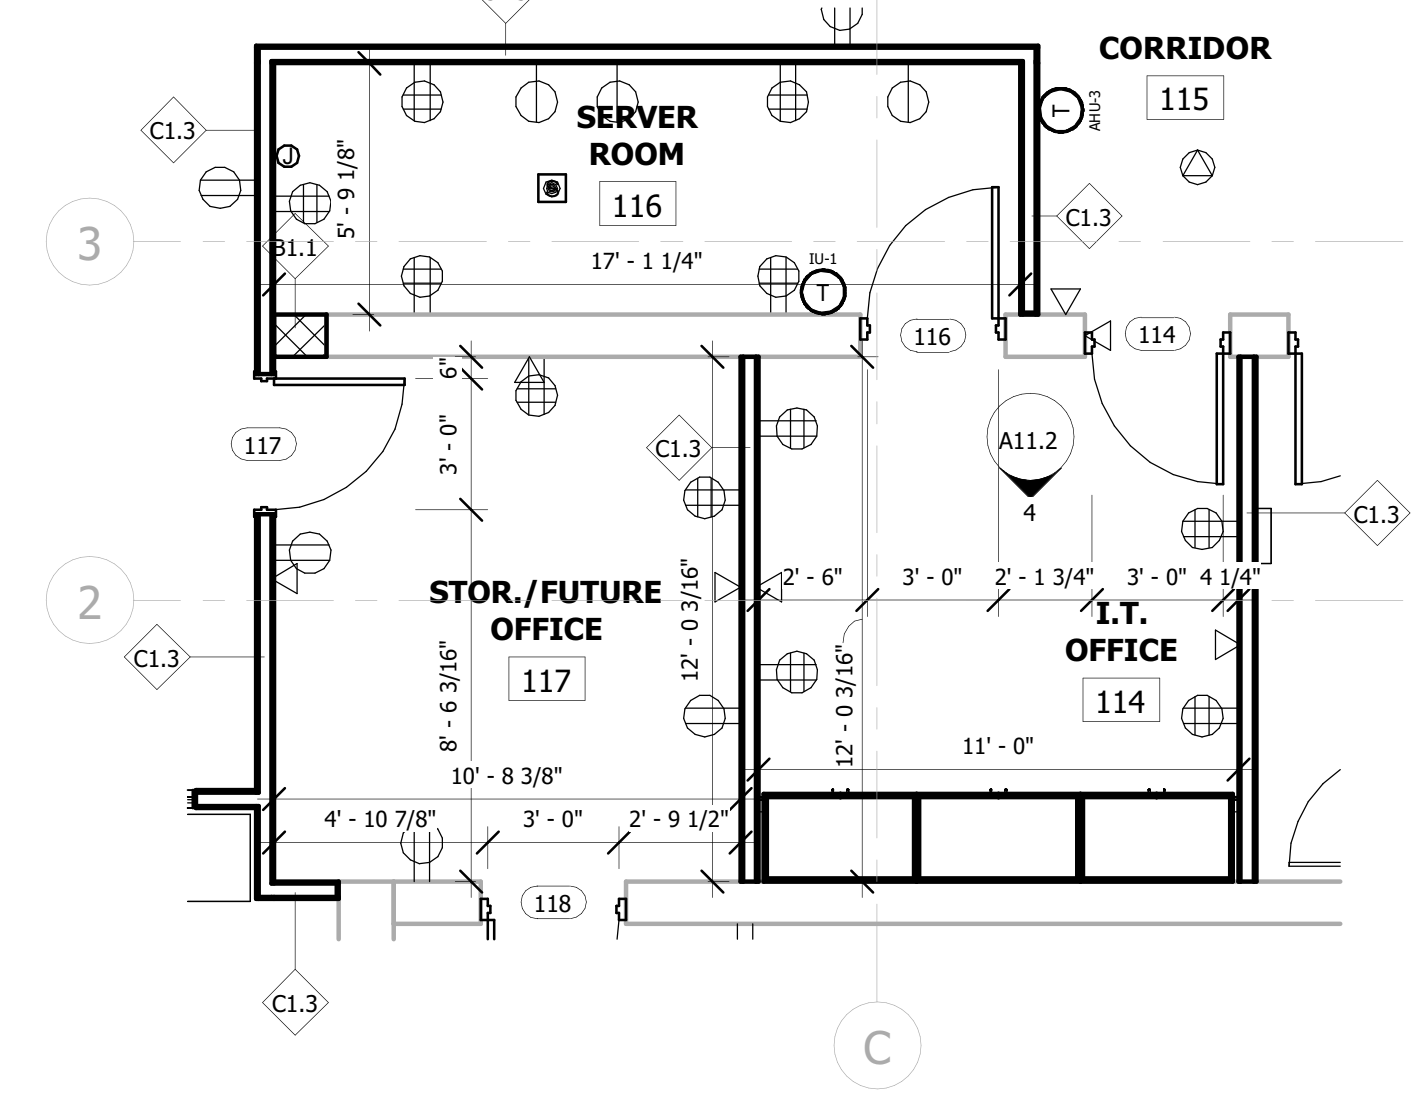 CORRIDOR
115
AHU-3
T
C1.3
J
SERVER
ROOM
116
5' - 9 1/8"
C1.3
3
B1.1
17' - 1 1/4"
IU-1
T
116
114
6"
117
3' - 0"
C1.3
A11.2
4
C1.3
2' - 6"
3' - 0"
2' - 1 3/4"
3' - 0"
4 1/4"
2
STOR./FUTURE
OFFICE
117
12' - 0 3/16"
I.T.
OFFICE
114
C1.3
8' - 6 3/16"
12' - 0 3/16"
11' - 0"
10' - 8 3/8"
4' - 10 7/8"
3' - 0"
2' - 9 1/2"
118
C1.3
C